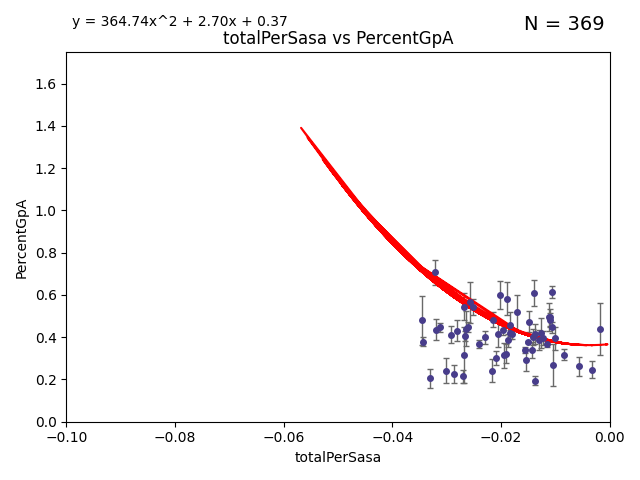 y = 364.74x^2 + 2.70x + 0.37
N = 369
totalPerSasa vs PercentGpA
1.6
1.4
1.2
1.0
0.8
0.6
0.4
0.2
0.0
PercentGpA
−0.10 −0.08 −0.06 −0.04 −0.02 0.00
totalPerSasa